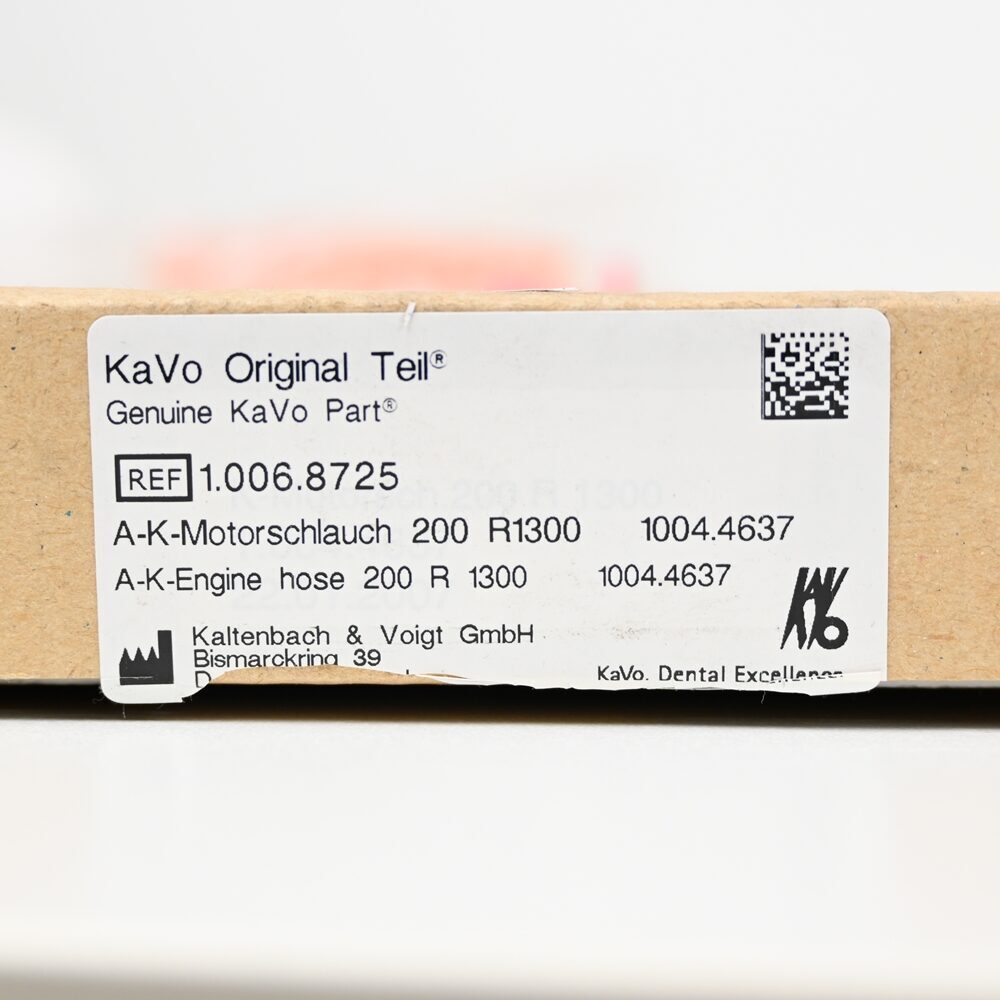 KaVo Original Teil®
Genuine KaVo Part®
REF 1.006.8725
A-K-Motorschlauch 200 R1300 1004.4637
A-K-Engine hose 200 R 1300 1004.4637
KaVo
Kaltenbach & Voigt GmbH
Bismarckring 39
KaVo. Dental Excellence